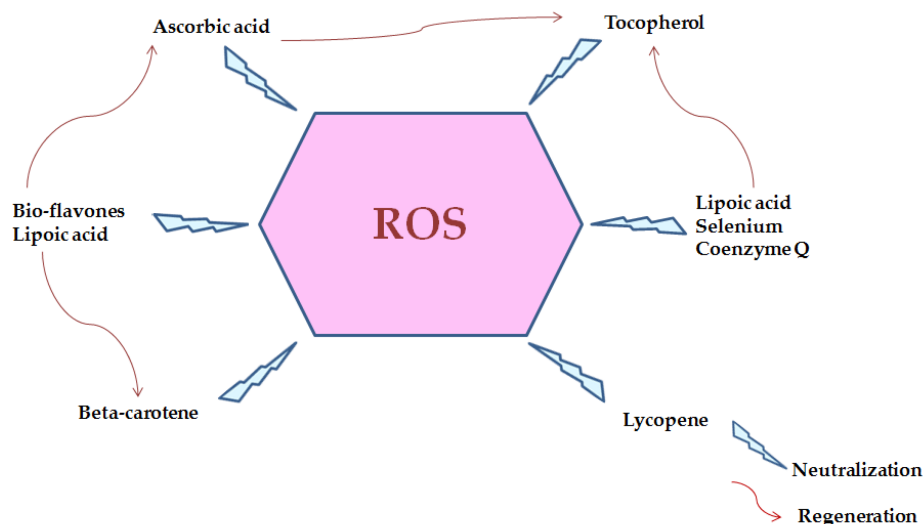 Ascorbic acid
Tocopherol
Bio-flavones
Lipoic acid
ROS
Lipoic acid
Selenium
Coenzyme Q
Beta-carotene
Lycopene
Neutralization
Regeneration